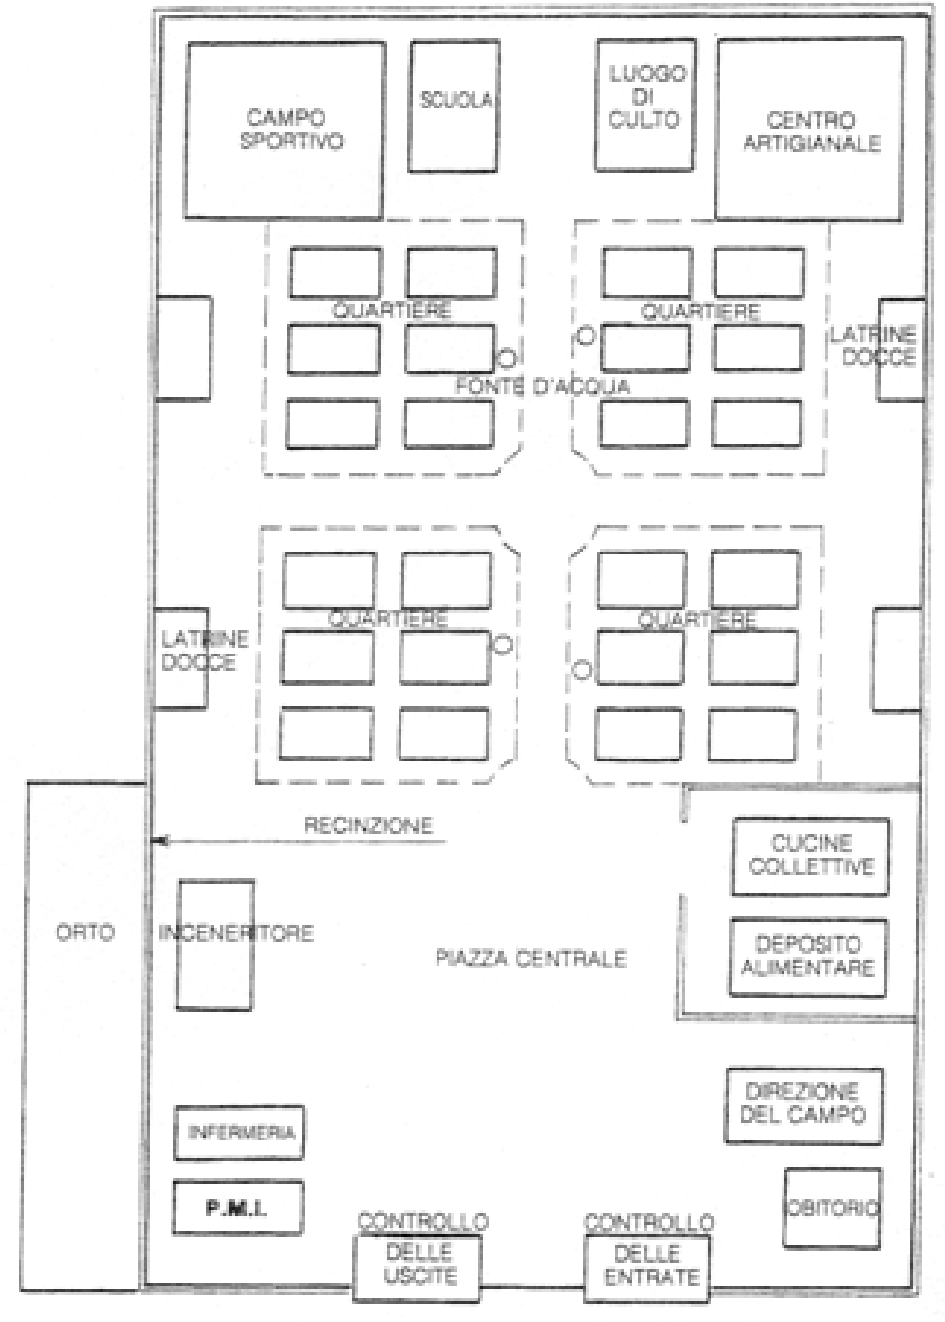 CAMPO
SPORTIVO
SCUOLA
LUOGO
DI
CULTO
CENTRO
ARTIGIANALE
QUARTIERE
QUARTIERE
LATRINE
DOCCE
FONTE D'ACQUA
QUARTIERE
QUARTIERE
LATRINE
DOCCE
RECINZIONE
CUCINE
COLLETTIVE
ORTO
INCENERITORE
PIAZZA CENTRALE
DEPOSITO
ALIMENTARE
DIREZIONE
DEL CAMPO
INFERMERIA
P.M.I.
OBITORIO
CONTROLLO
DELLE
USCITE
CONTROLLO
DELLE
ENTRATE